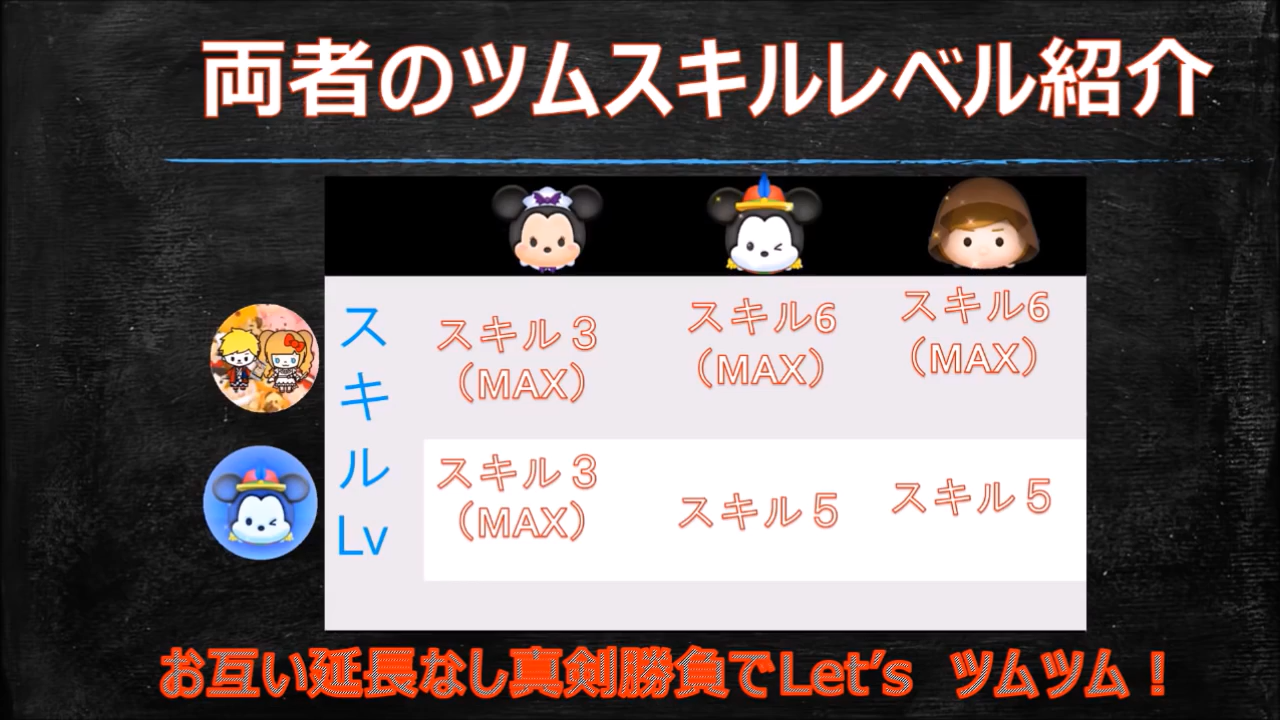 両者のツムスキルレベル紹介
スキルLv
スキル３
（MAX）
スキル6
（MAX）
スキル6
（MAX）
スキル３
（MAX）
スキル５
スキル５
お互い延長なし真剣勝負でLet's　ツムツム！